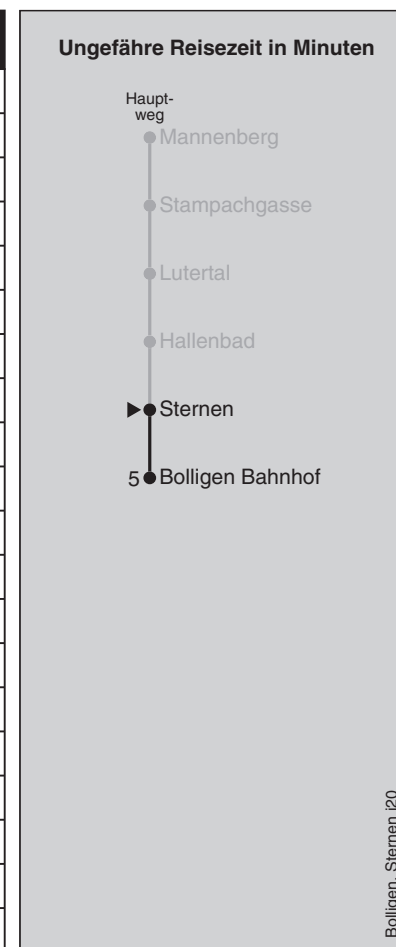 Ungefähre Reisezeit in Minuten
Haupt-
weg
Mannenberg
Stampachgasse
Lutertal
Hallenbad
Sternen
5 Bolligen Bahnhof
Bolligen, Sternen i20